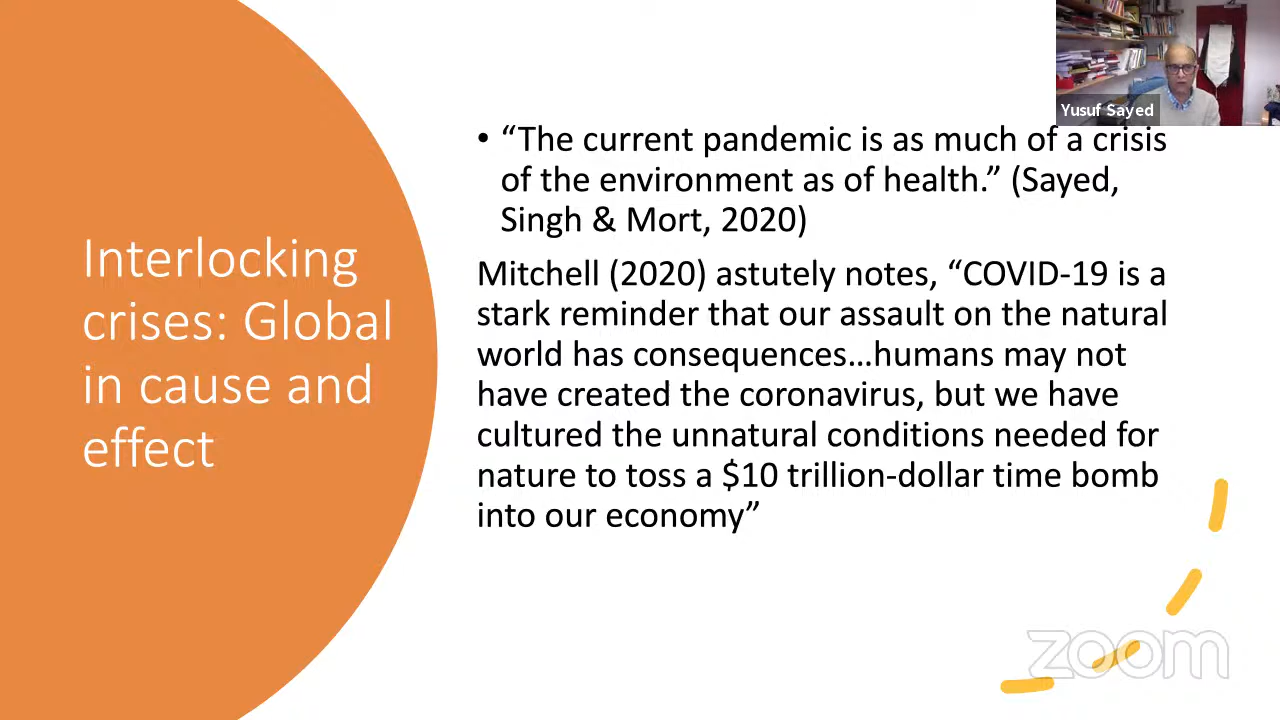 Yusuf Sayed
Interlocking
crises: Global
in cause and
effect
• “The current pandemic is as much of a crisis
of the environment as of health.” (Sayed,
Singh & Mort, 2020)
Mitchell (2020) astutely notes, “COVID-19 is a
stark reminder that our assault on the natural
world has consequences…humans may not
have created the coronavirus, but we have
cultured the unnatural conditions needed for
nature to toss a $10 trillion-dollar time bomb
into our economy”
zoom